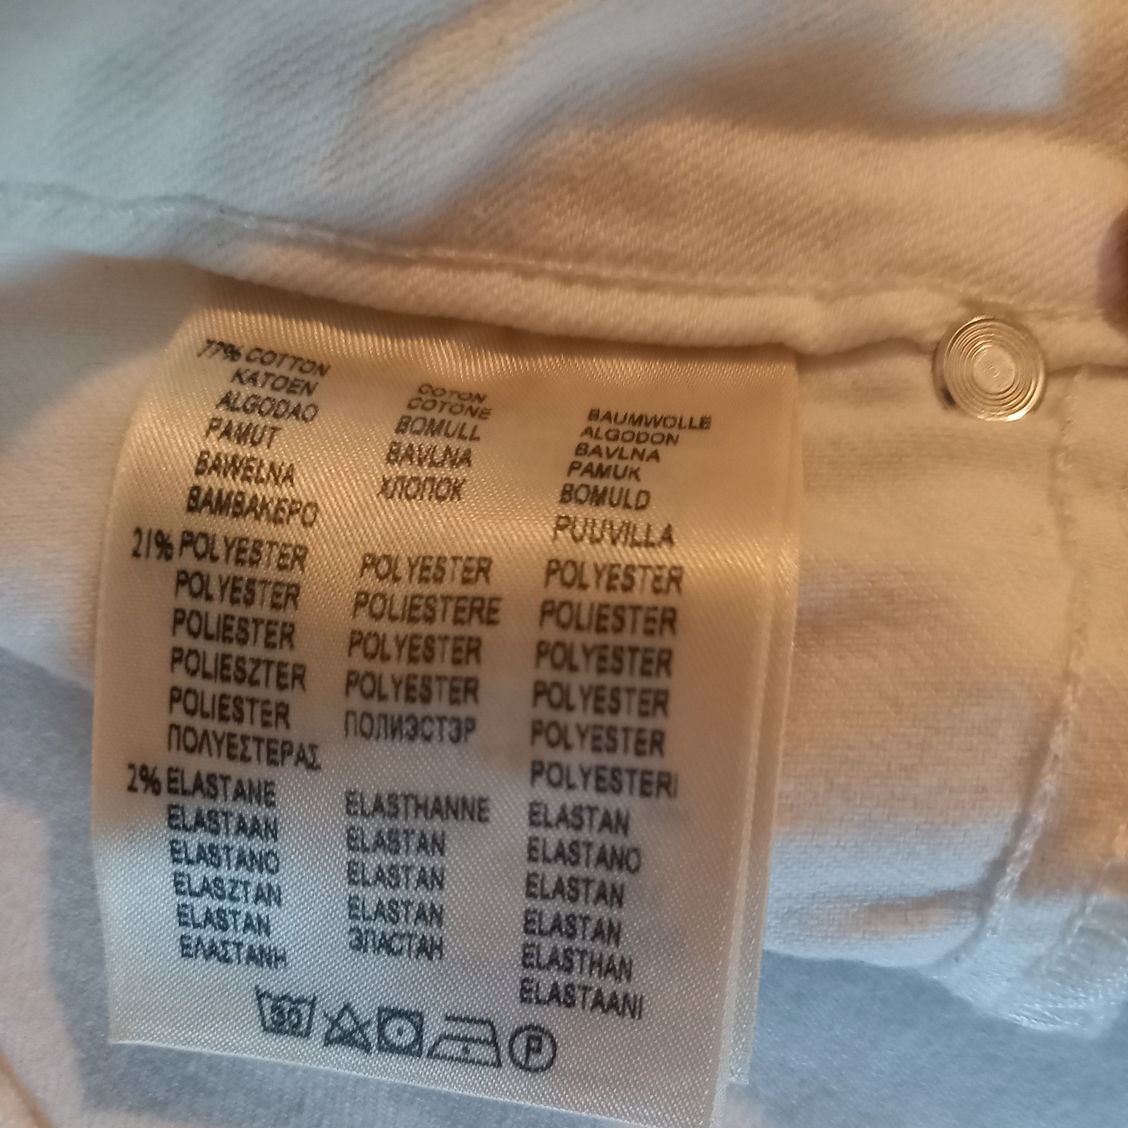 77% COTTON COTON BAUMWOLLE
KATOEN COTONE ALGODON
ALGODAO BOMULL BAVLNA
PAMUT BAVLNA PAMUK
BAWELNA ХЛОПОК BOMULD
ΒΑΜΒΑΚΕΡΟ PUUVILLA
21% POLYESTER POLYESTER POLYESTER
POLYESTER POLIESTERE POLIESTER
POLIESTER POLYESTER POLYESTER
POLIESZTER POLYESTER POLYESTER
POLIESTER ПОЛИЭСТЭР POLYESTER
ΠΟΛΥΕΣΤΕΡΑΣ POLYESTERI
2% ELASTANE ELASTHANNE ELASTAN
ELASTAAN ELASTAN ELASTANO
ELASTANO ELASTAN ELASTAN
ELASZTAN ELASTAN ELASTAN
ELASTAN ЭЛАСТАН ELASTHAN
ΕΛΑΣΤΑΝΗ ELASTAANI
30 P